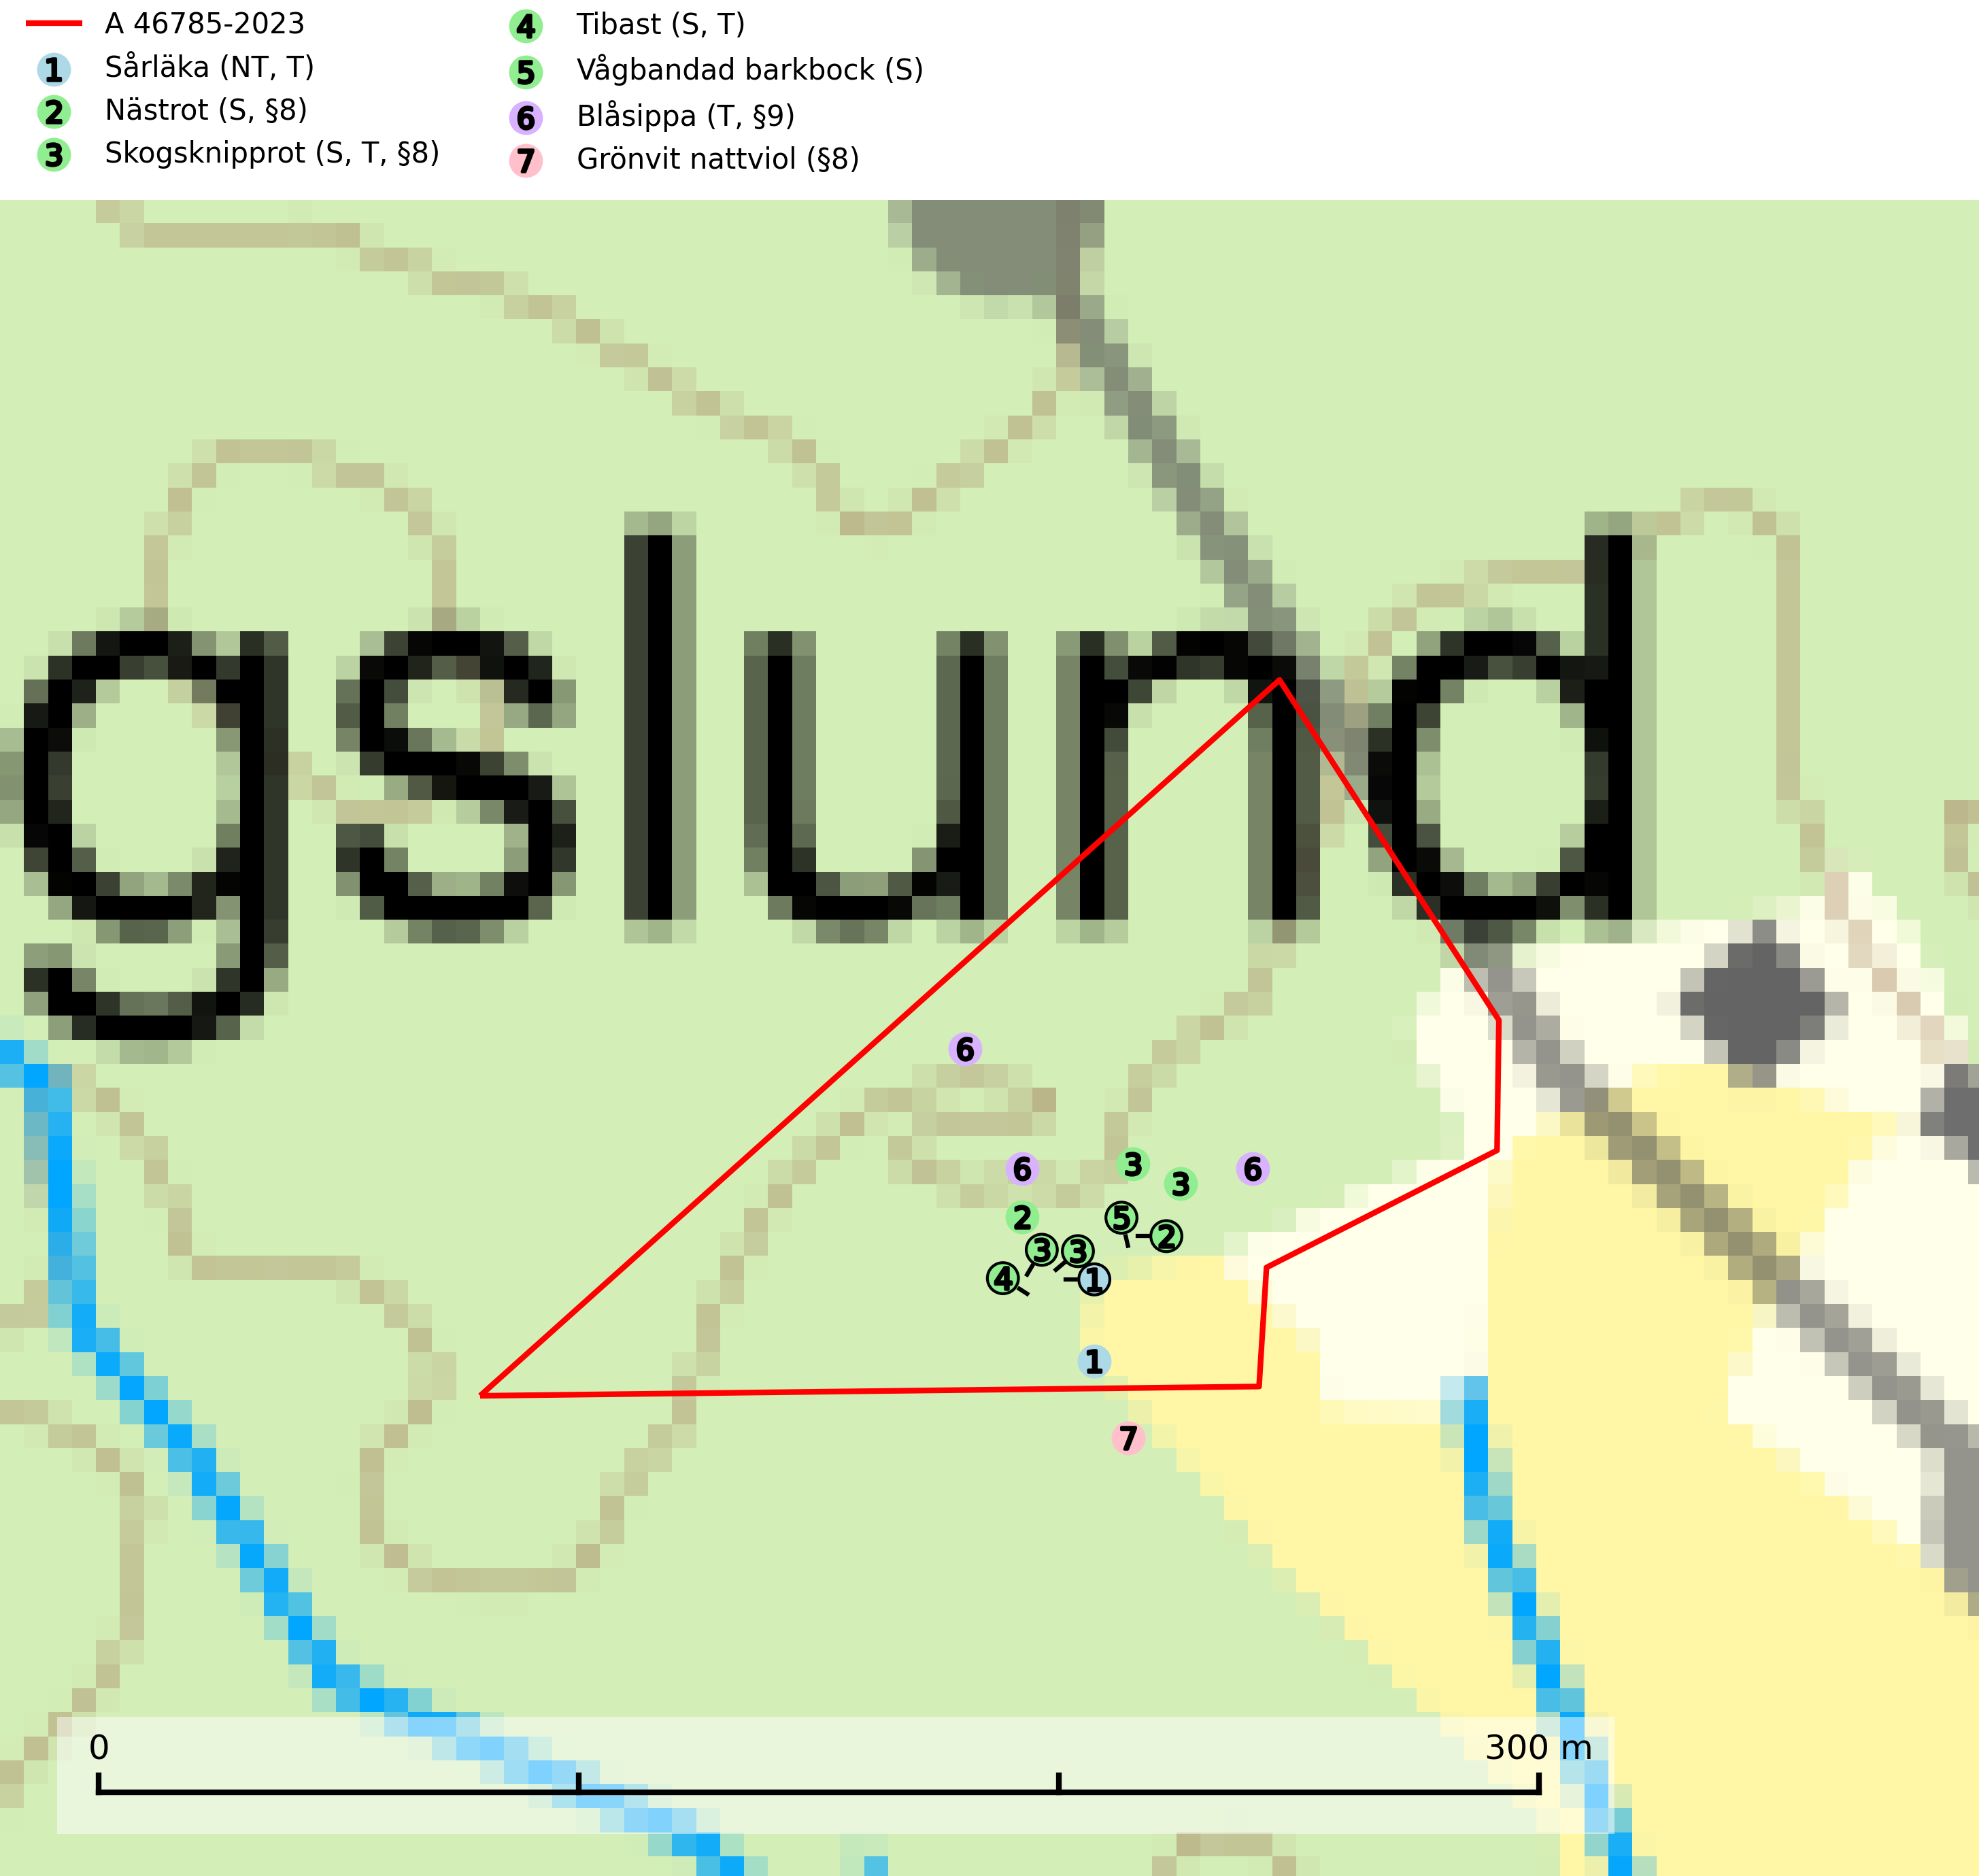 A 46785-2023
1 Sårläka (NT, T)
2 Nästrot (S, §8)
3 Skogsknipprot (S, T, §8)
4 Tibast (S, T)
5 Vågbandad barkbock (S)
6 Blåsippa (T, §9)
7 Grönvit nattviol (§8)
gslund
6
6 3 3 6
2 5 2
3 3
4 1
1
7
0 300 m